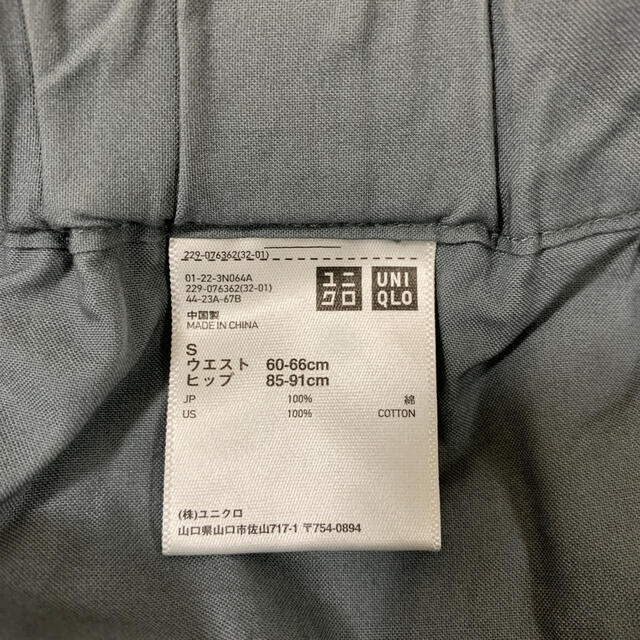 229-076362(32-01)
01-22-3N064A
229-076362(32-01)
44-23A-67B
ユニクロ
UNIQLO
中国製
MADE IN CHINA
S
ウエスト 60-66cm
ヒップ 85-91cm
JP 100% 綿
US 100% COTTON
(株)ユニクロ
山口県山口市佐山717-1 〒754-0894